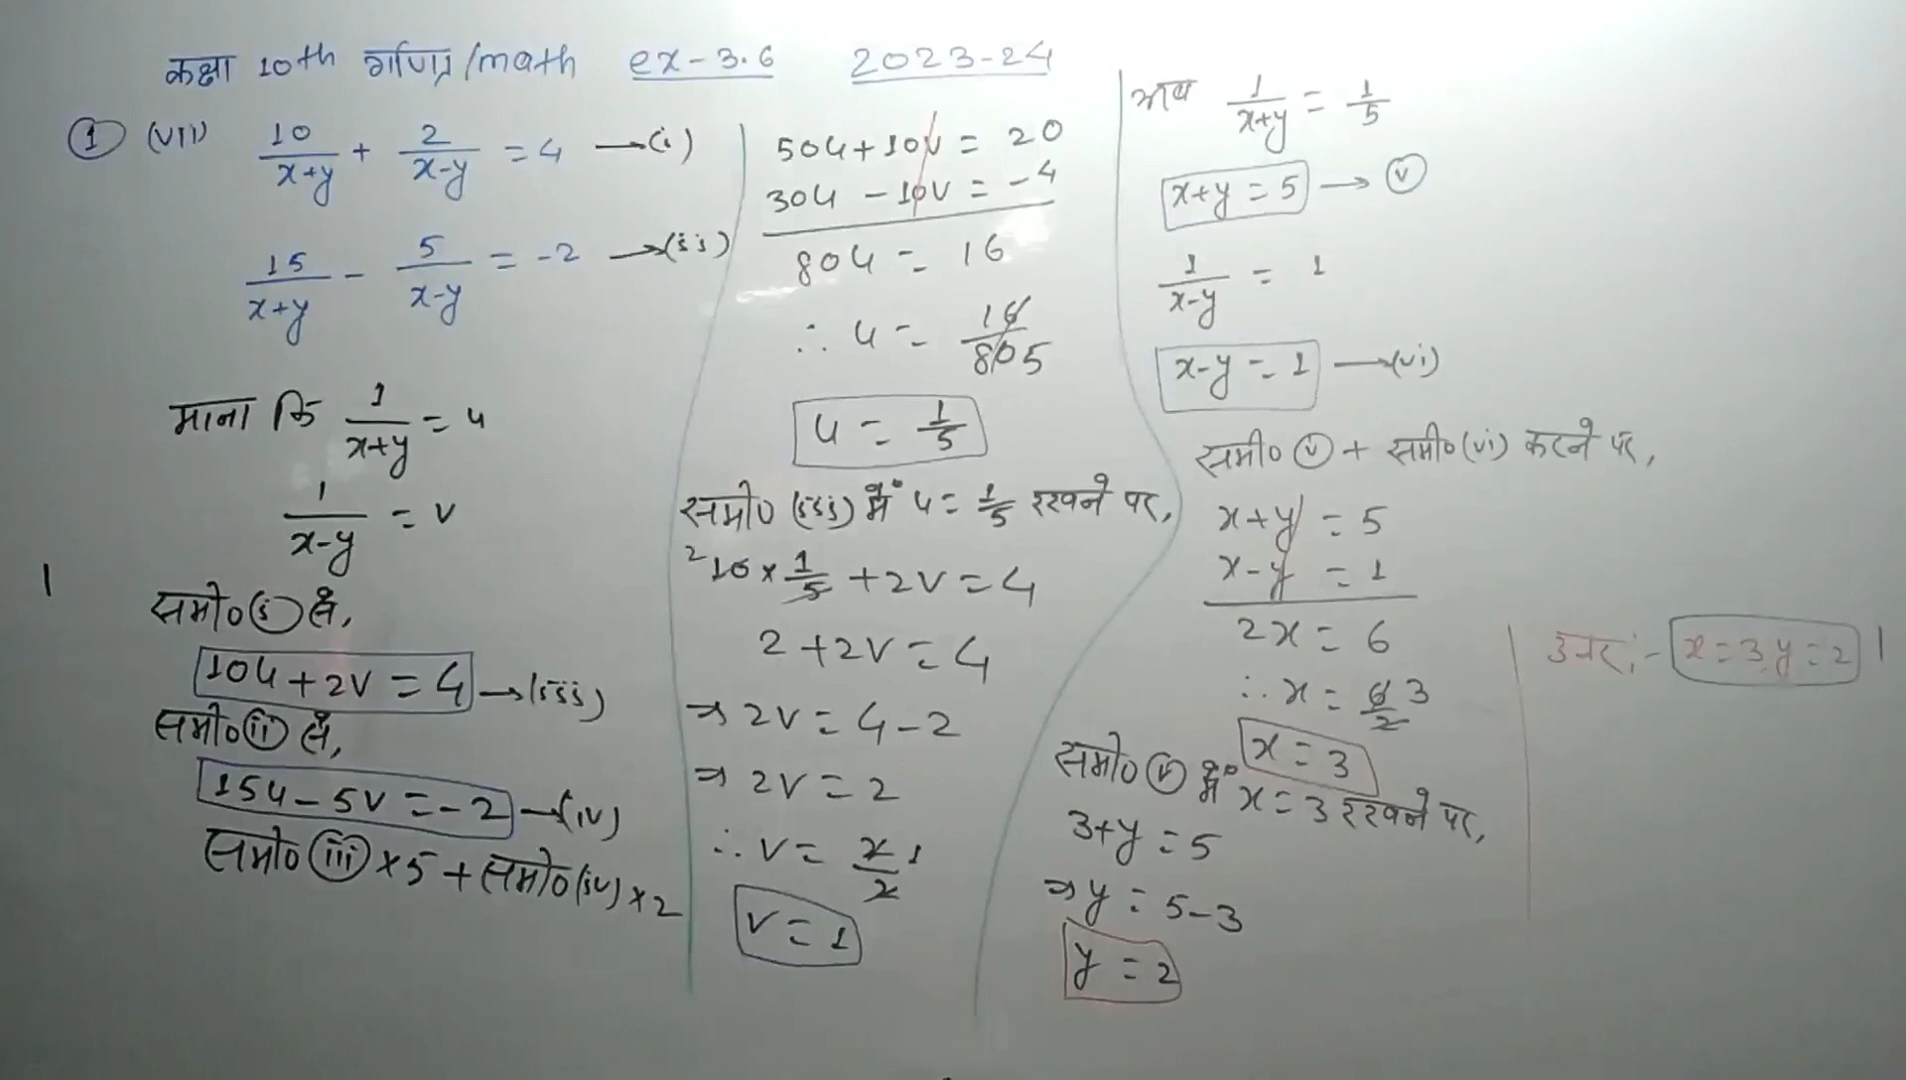 कक्षा 10th गणित/math ex-3.6 2023-24
① (vii) 10/(x+y) + 2/(x-y) = 4 →(i)
15/(x+y) - 5/(x-y) = -2 →(ii)
माना कि 1/(x+y) = u
1/(x-y) = v
समी० (i) से,
10u+2v = 4 →(iii)
समी० (ii) से,
15u-5v = -2 →(iv)
समी० (iii) ×5 + समी० (iv) ×2
50u+10v = 20
30u-10v = -4
80u = 16
∴ u = 16/80 5
u = 1/5
समी० (iii) में u = 1/5 रखने पर,
2 10 × 1/5 + 2v = 4
2+2v = 4
⇒ 2v = 4-2
⇒ 2v = 2
∴ v = 2/2 1
v = 1
अब 1/(x+y) = 1/5
x+y = 5 → (v)
1/(x-y) = 1
x-y = 1 →(vi)
समी० (v) + समी० (vi) करने पर,
x+y = 5
x-y = 1
2x = 6
∴ x = 6/2 3
x = 3
समी० (v) में x = 3 रखने पर,
3+y = 5
⇒ y = 5-3
y = 2
उत्तर:- x=3, y=2 |